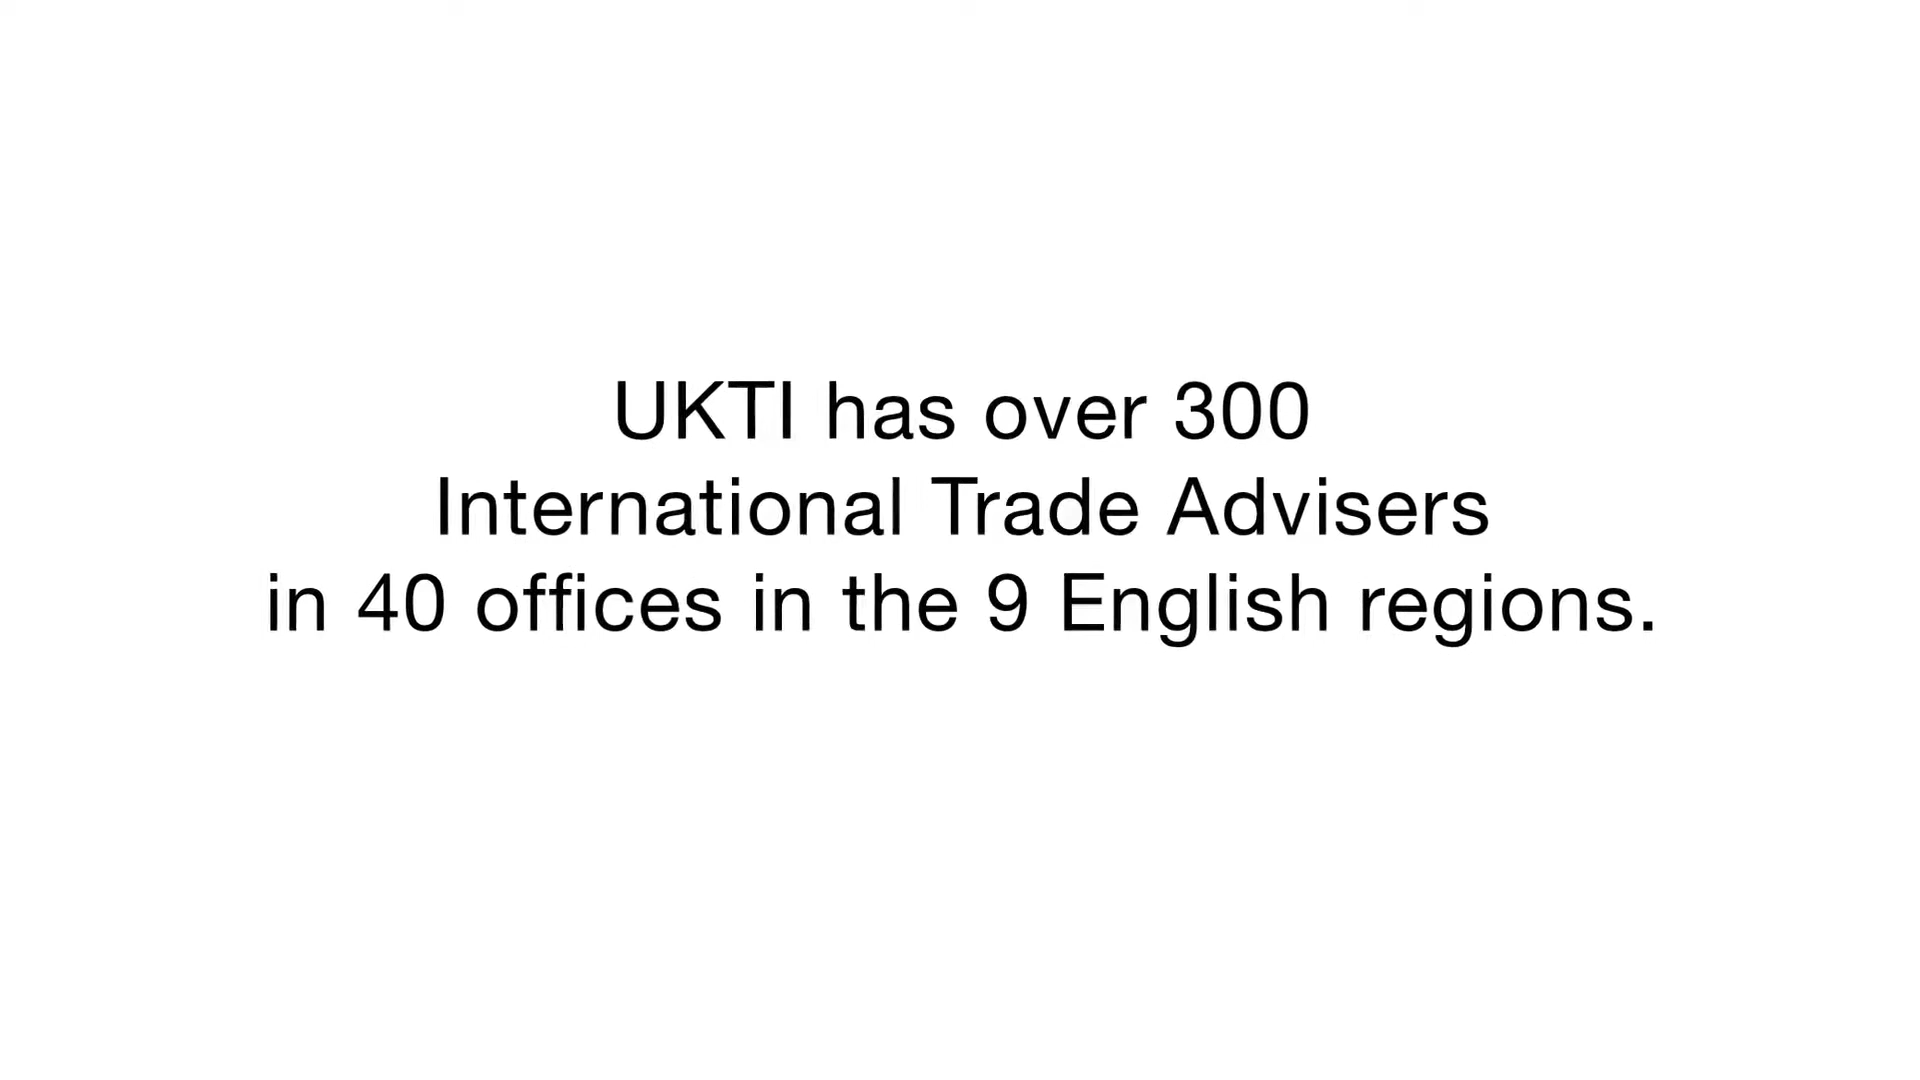 UKTI has over 300
International Trade Advisers
in 40 offices in the 9 English regions.